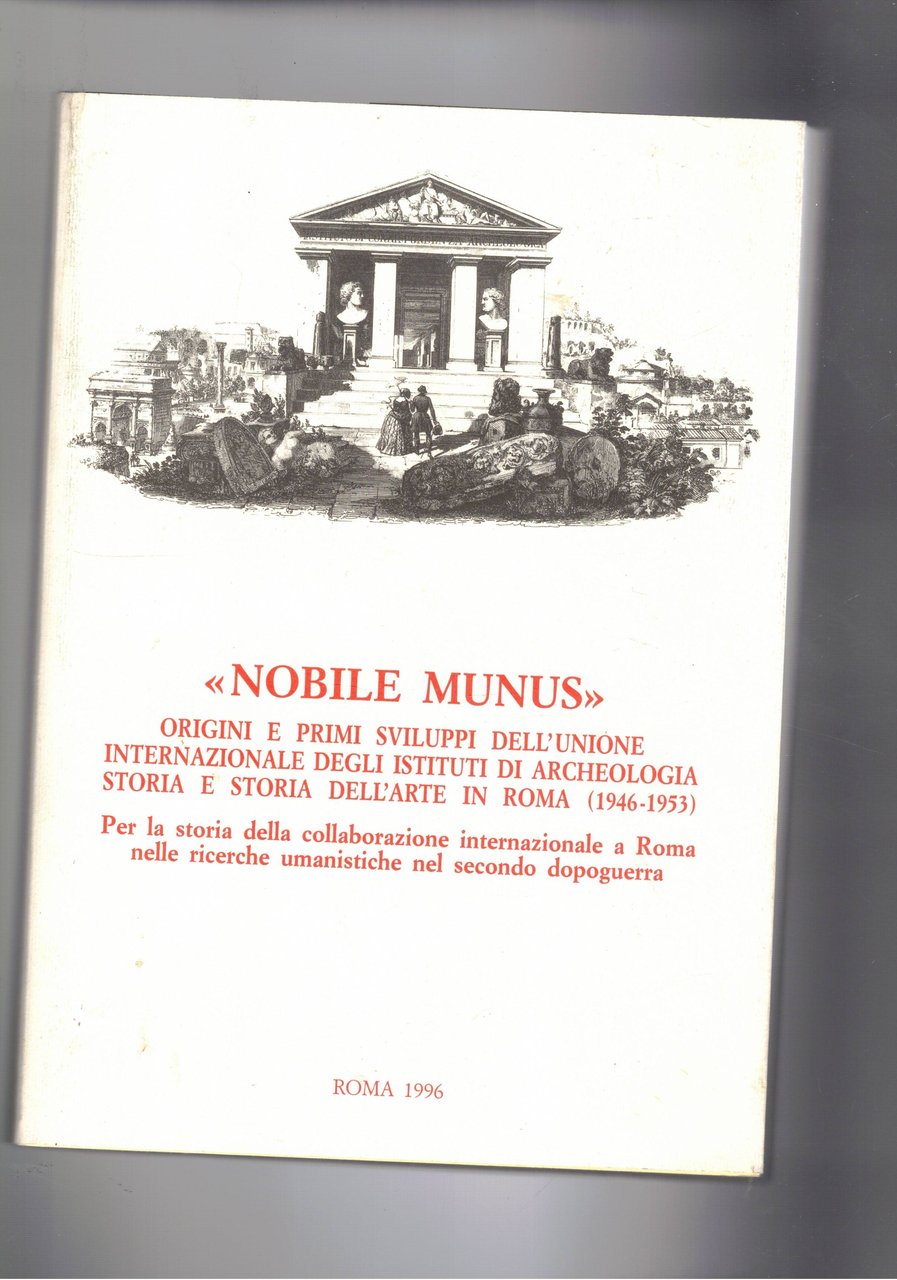 «NOBILE MUNUS»
ORIGINI E PRIMI SVILUPPI DELL'UNIONE
INTERNAZIONALE DEGLI ISTITUTI DI ARCHEOLOGIA
STORIA E STORIA DELL'ARTE IN ROMA (1946-1953)
Per la storia della collaborazione internazionale a Roma
nelle ricerche umanistiche nel secondo dopoguerra
ROMA 1996